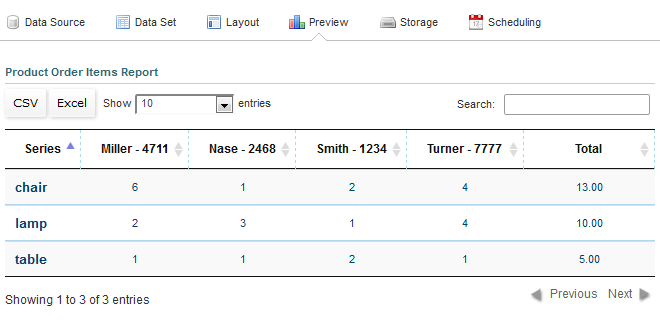 Data Source Data Set Layout Preview Storage Scheduling
Product Order Items Report
CSV Excel Show 10 entries Search:
Series Miller - 4711 Nase - 2468 Smith - 1234 Turner - 7777 Total
chair 6 1 2 4 13.00
lamp 2 3 1 4 10.00
table 1 1 2 1 5.00
Showing 1 to 3 of 3 entries Previous Next